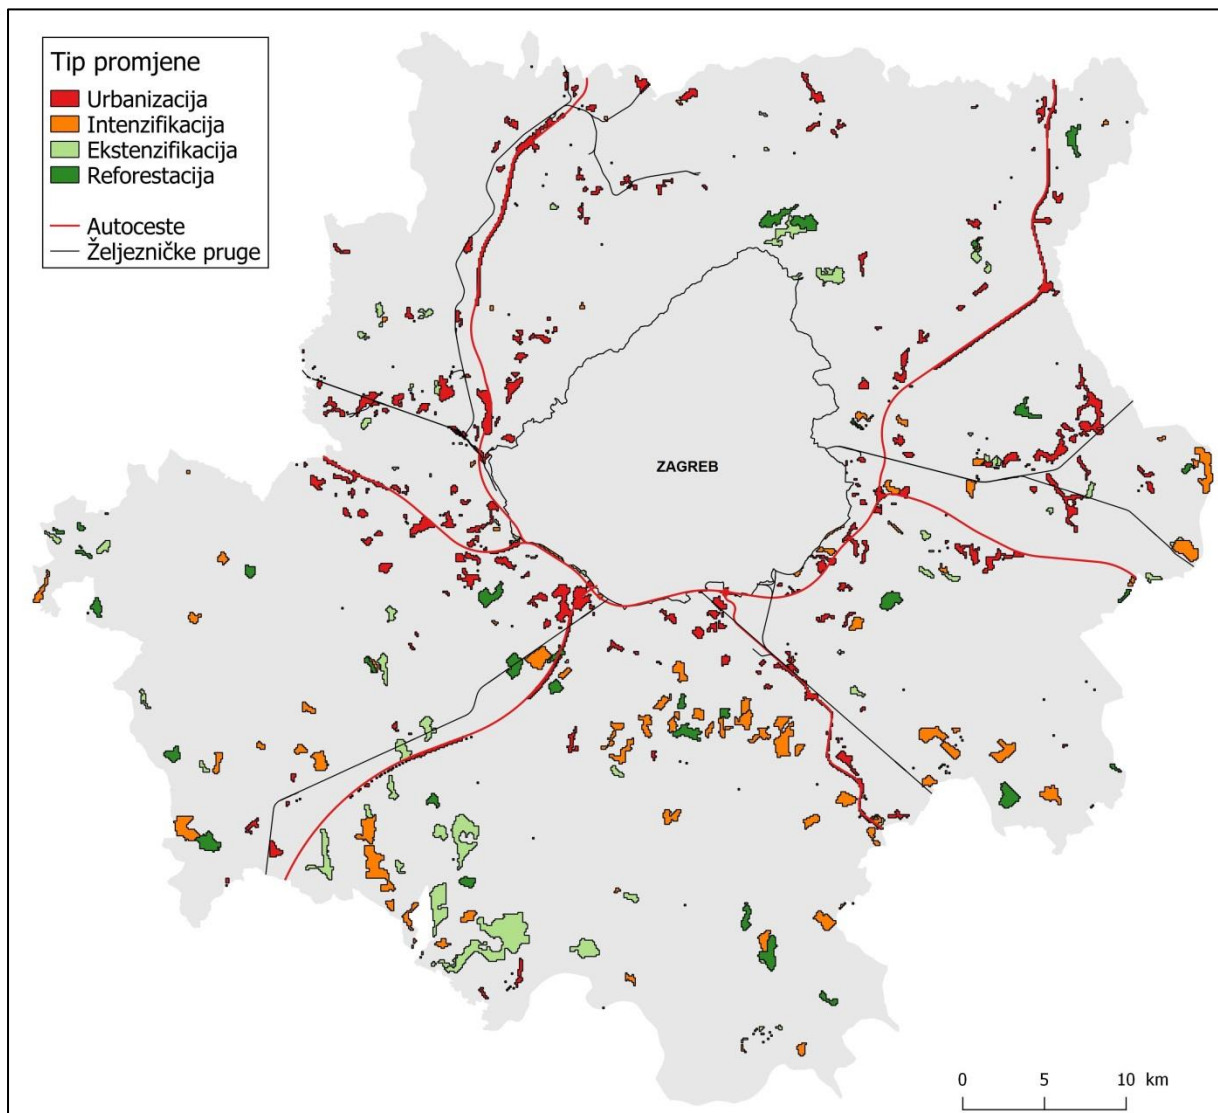 Tip promjene
Urbanizacija
Intenzifikacija
Ekstenzifikacija
Reforestacija
Autoceste
Željezničke pruge
ZAGREB
0 5 10 km